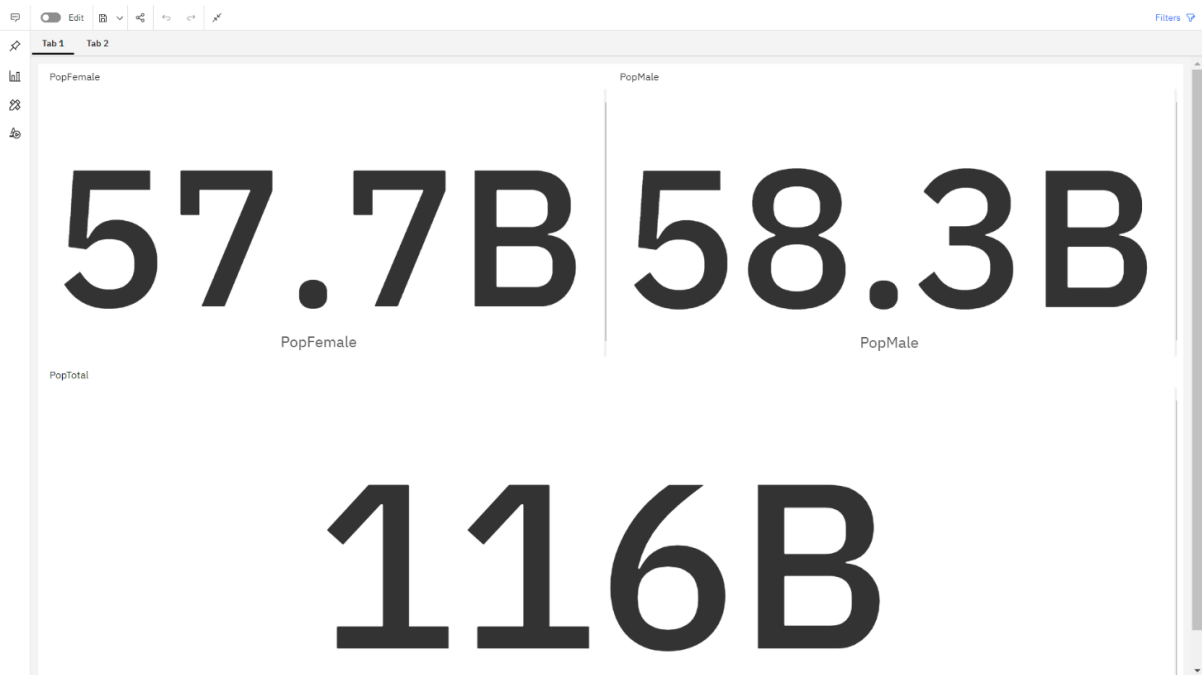 Edit
Filters
Tab 1
Tab 2
PopFemale
PopMale
57.7B
58.3B
PopFemale
PopMale
PopTotal
116B